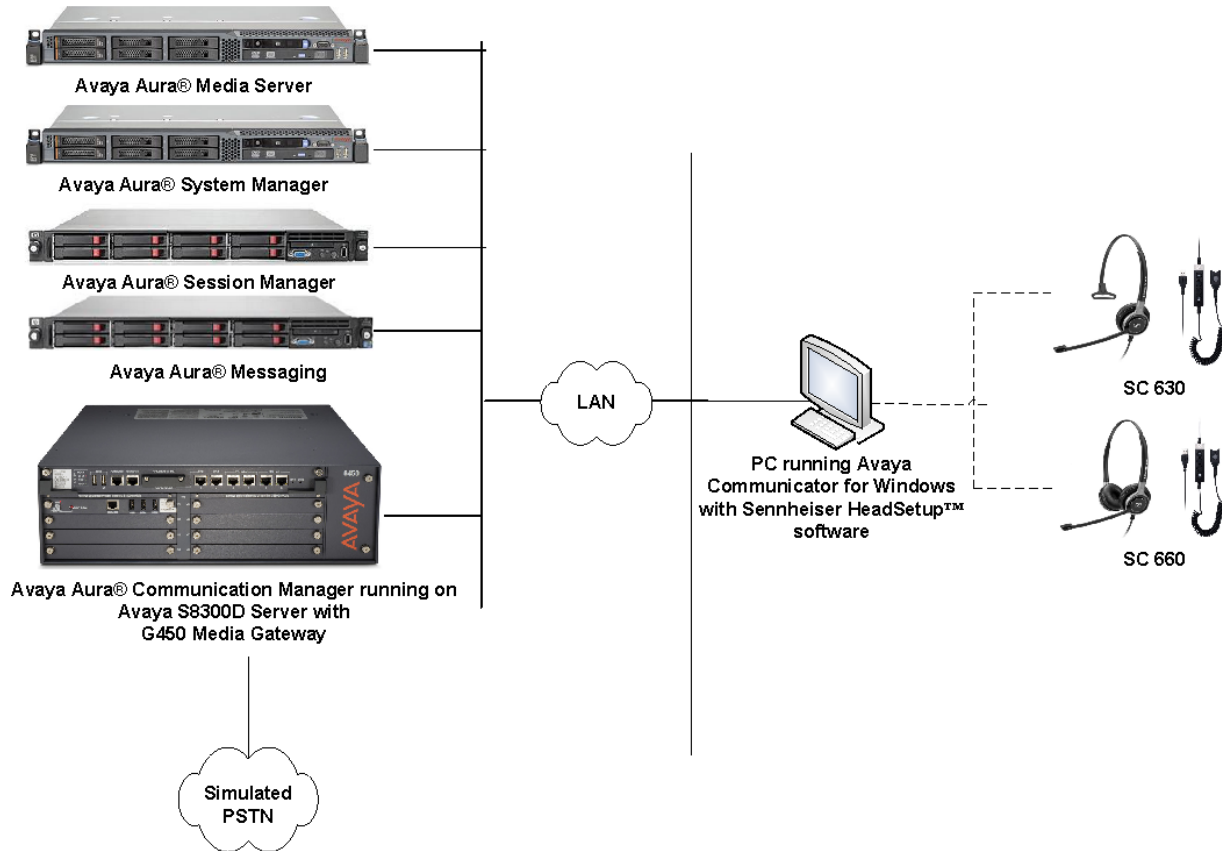 Avaya Aura® Media Server
Avaya Aura® System Manager
Avaya Aura® Session Manager
Avaya Aura® Messaging
G450
AVAYA
Avaya Aura® Communication Manager running on
Avaya S8300D Server with
G450 Media Gateway
Simulated
PSTN
LAN
PC running Avaya
Communicator for Windows
with Sennheiser HeadSetup™
software
SC 630
SC 660